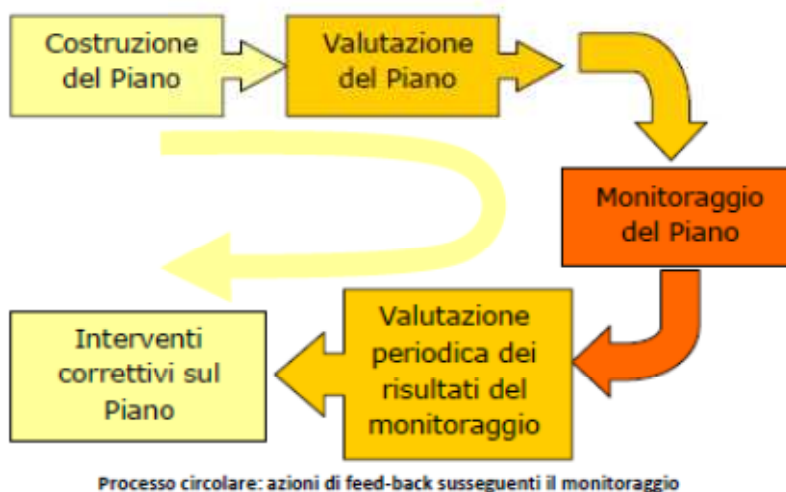 Costruzione
del Piano
Valutazione
del Piano
Monitoraggio
del Piano
Valutazione
periodica dei
risultati del
monitoraggio
Interventi
correttivi sul
Piano
Processo circolare: azioni di feed-back susseguenti il monitoraggio